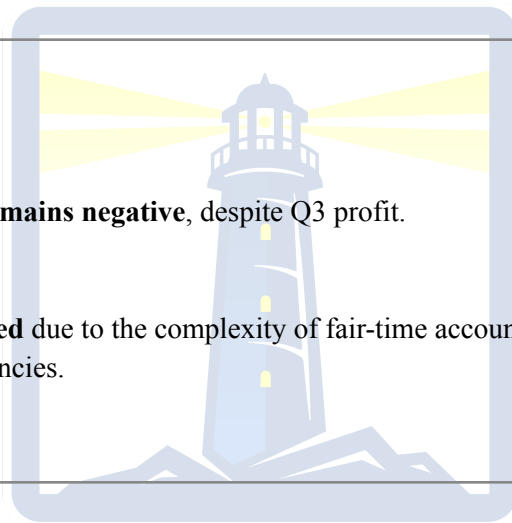 mains negative, despite Q3 profit.
ed due to the complexity of fair-time accoun
ncies.